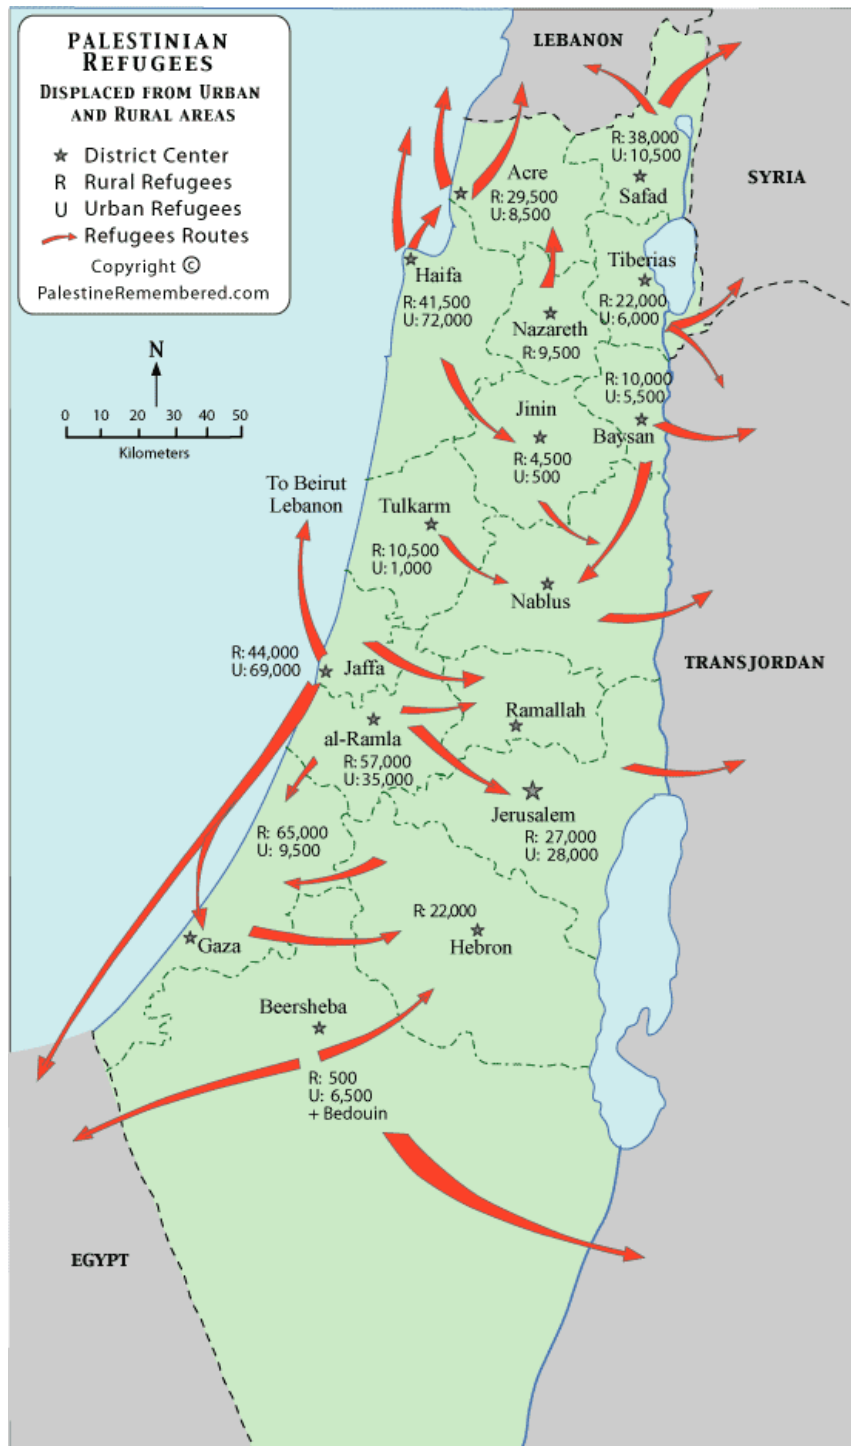 PALESTINIAN
REFUGEES
DISPLACED FROM URBAN
AND RURAL AREAS
District Center
R Rural Refugees
U Urban Refugees
Refugees Routes
Copyright ©
PalestineRemembered.com
N
0 10 20 30 40 50
Kilometers
LEBANON
SYRIA
R: 38,000
U: 10,500
Safad
Acre
R: 29,500
U: 8,500
Haifa
R: 41,500
U: 72,000
Tiberias
R: 22,000
U: 6,000
Nazareth
R: 9,500
R: 10,000
U: 5,500
Baysan
Jinin
R: 4,500
U: 500
To Beirut
Lebanon
Tulkarm
R: 10,500
U: 1,000
Nablus
TRANSJORDAN
R: 44,000
U: 69,000
Jaffa
Ramallah
al-Ramla
R: 57,000
U: 35,000
Jerusalem
R: 27,000
U: 28,000
R: 65,000
U: 9,500
Gaza
R: 22,000
Hebron
Beersheba
R: 500
U: 6,500
+ Bedouin
EGYPT